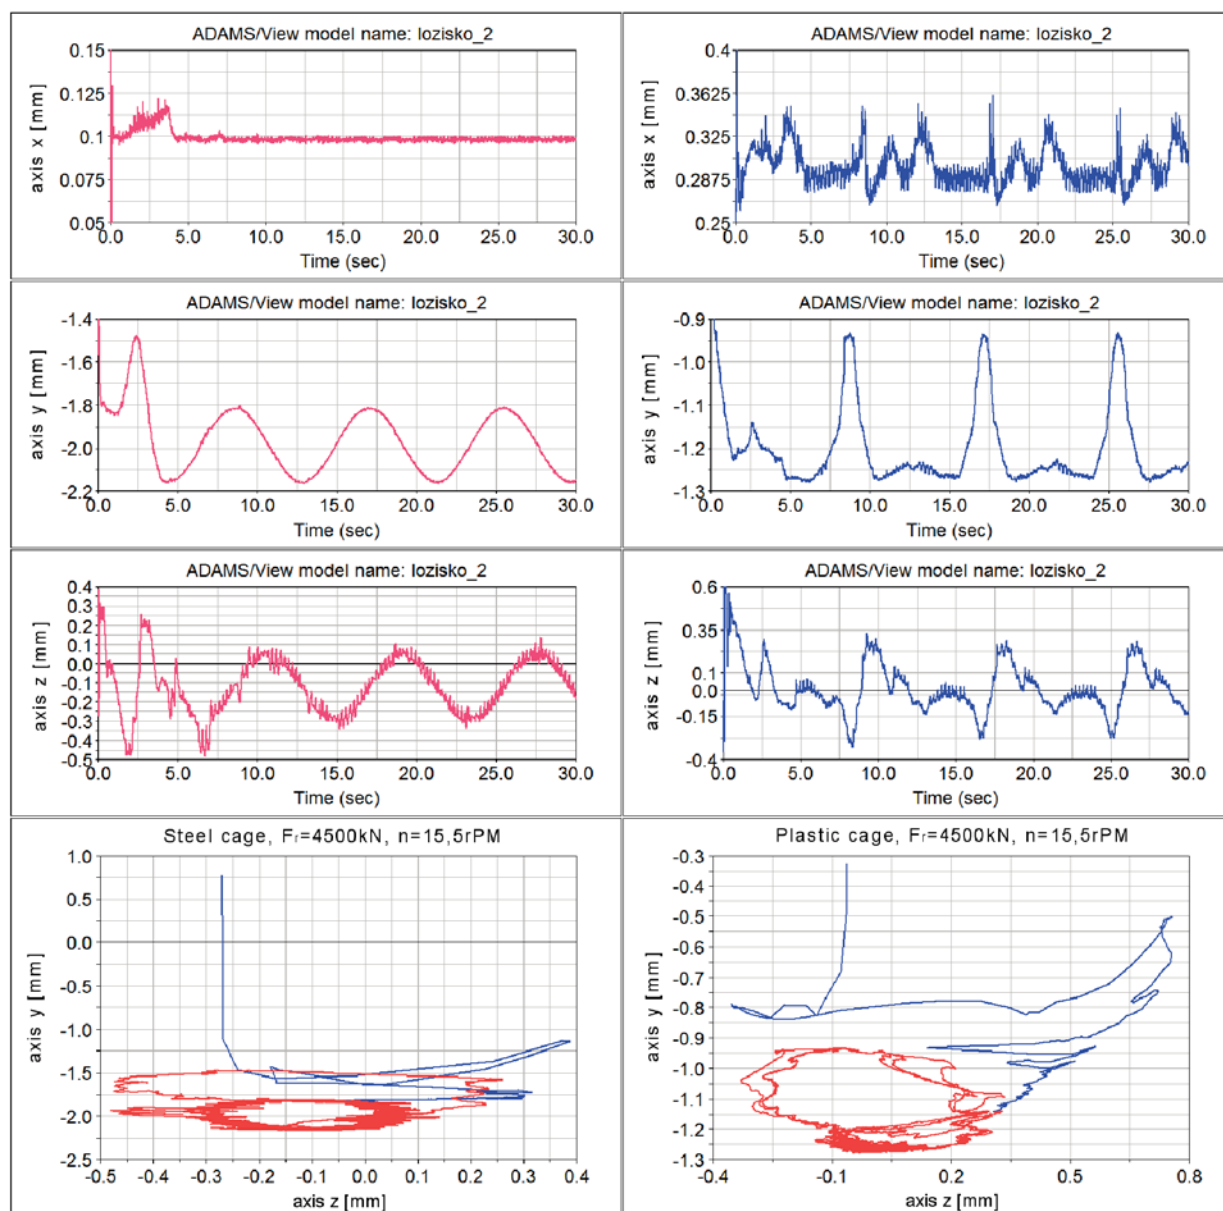 ADAMS/View model name: lozisko_2
axis x [mm]
0.15
0.125
0.1
0.075
0.05
0.0 5.0 10.0 15.0 20.0 25.0 30.0
Time (sec)
ADAMS/View model name: lozisko_2
axis x [mm]
0.4
0.3625
0.325
0.2875
0.25
0.0 5.0 10.0 15.0 20.0 25.0 30.0
Time (sec)
ADAMS/View model name: lozisko_2
axis y [mm]
-1.4
-1.6
-1.8
-2.0
-2.2
0.0 5.0 10.0 15.0 20.0 25.0 30.0
Time (sec)
ADAMS/View model name: lozisko_2
axis y [mm]
-0.9
-1.0
-1.1
-1.2
-1.3
0.0 5.0 10.0 15.0 20.0 25.0 30.0
Time (sec)
ADAMS/View model name: lozisko_2
axis z [mm]
0.4
0.3
0.2
0.1
0.0
-0.1
-0.2
-0.3
-0.4
-0.5
0.0 5.0 10.0 15.0 20.0 25.0 30.0
Time (sec)
ADAMS/View model name: lozisko_2
axis z [mm]
0.6
0.35
0.1
0.0
-0.15
-0.4
0.0 5.0 10.0 15.0 20.0 25.0 30.0
Time (sec)
Steel cage, Fr=4500kN, n=15,5rPM
axis y [mm]
1.0
0.5
0.0
-0.5
-1.0
-1.5
-2.0
-2.5
-0.5 -0.4 -0.3 -0.2 -0.1 0.0 0.1 0.2 0.3 0.4
axis z [mm]
Plastic cage, Fr=4500kN, n=15,5rPM
axis y [mm]
-0.3
-0.4
-0.5
-0.6
-0.7
-0.8
-0.9
-1.0
-1.1
-1.2
-1.3
-0.4 -0.1 0.2 0.5 0.8
axis z [mm]